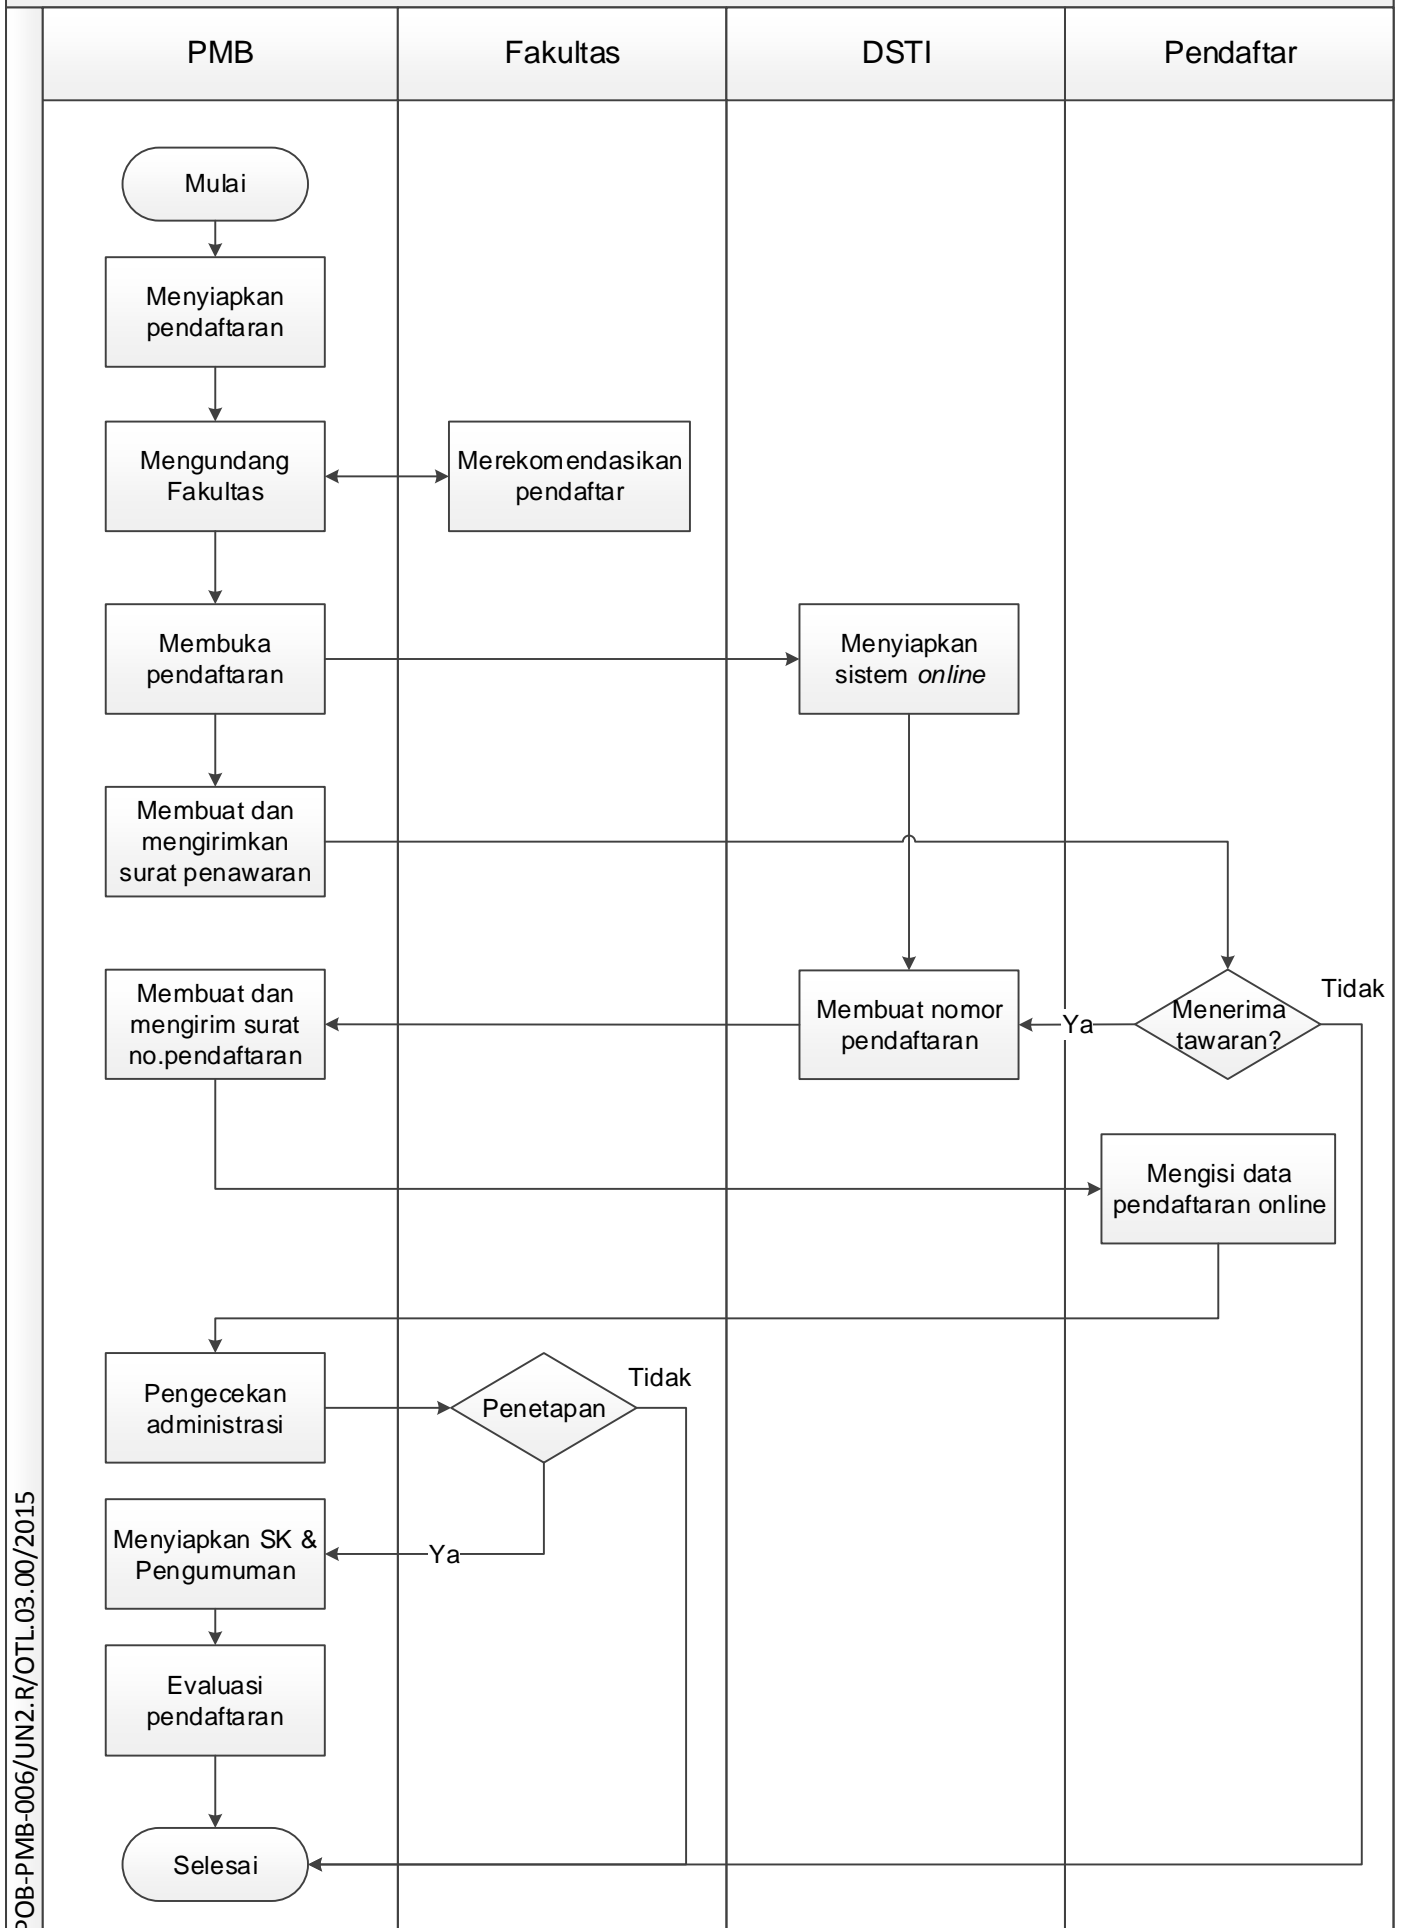 PMB
Fakultas
DSTI
Pendaftar
Mulai
Menyiapkan
pendaftaran
Mengundang
Fakultas
Merekomendasikan
pendaftar
Membuka
pendaftaran
Menyiapkan
sistem online
Membuat dan
mengirimkan
surat penawaran
Membuat dan
mengirim surat
no.pendaftaran
Membuat nomor
pendaftaran
Ya
Menerima
tawaran?
Tidak
Mengisi data
pendaftaran online
Pengecekan
administrasi
Penetapan
Tidak
Menyiapkan SK &
Pengumuman
Ya
Evaluasi
pendaftaran
Selesai
POB-PMB-006/UN2.R/OTL.03.00/2015